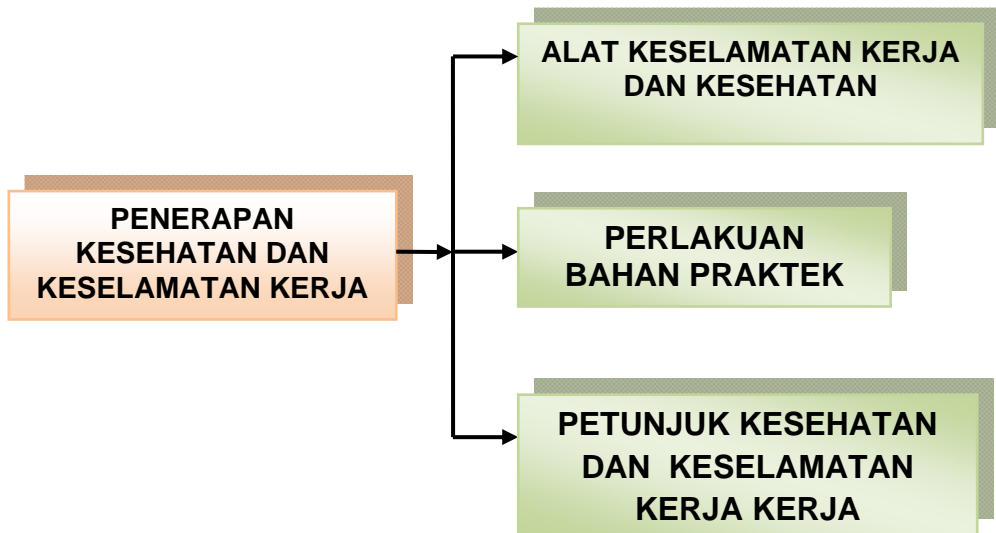 PENERAPAN
KESEHATAN DAN
KESELAMATAN KERJA
ALAT KESELAMATAN KERJA
DAN KESEHATAN
PERLAKUAN
BAHAN PRAKTEK
PETUNJUK KESEHATAN
DAN KESELAMATAN
KERJA KERJA